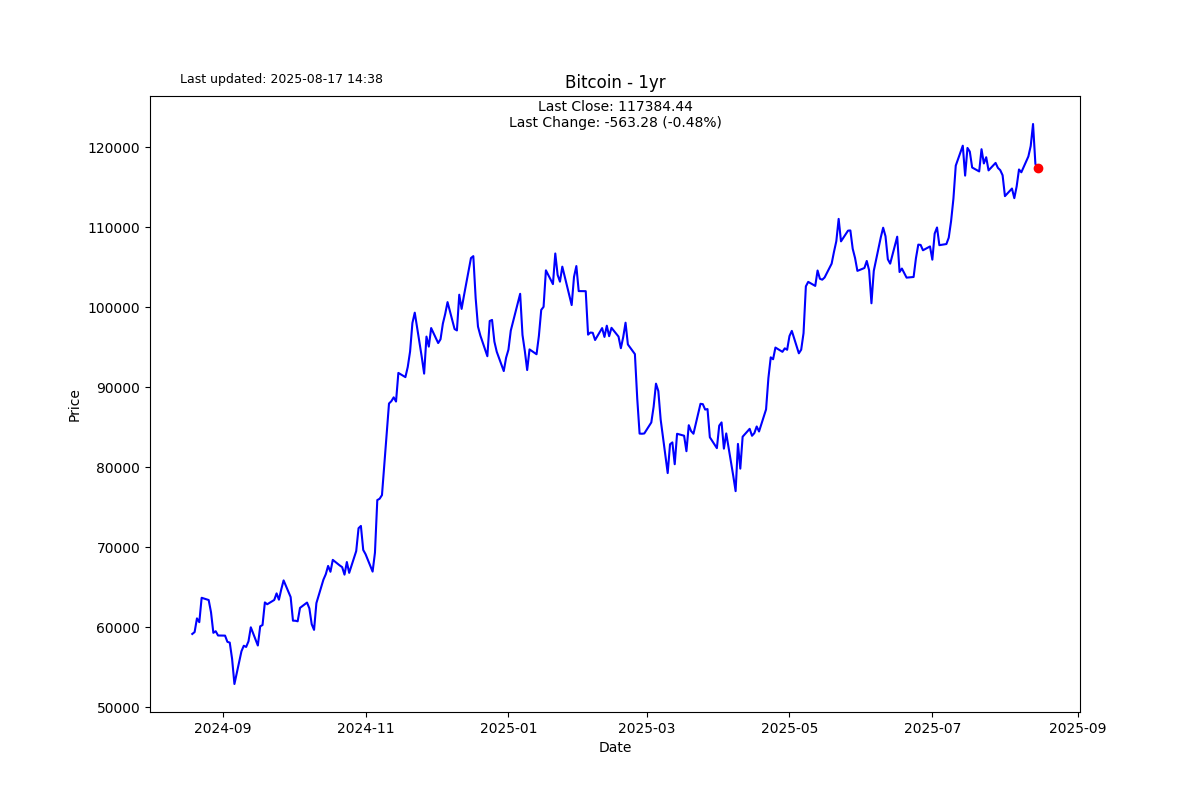 Last updated: 2025-08-17 14:38
Bitcoin - 1yr
Last Close: 117384.44
Last Change: -563.28 (-0.48%)
Price
120000
110000
100000
90000
80000
70000
60000
50000
2024-09
2024-11
2025-01
2025-03
2025-05
2025-07
2025-09
Date